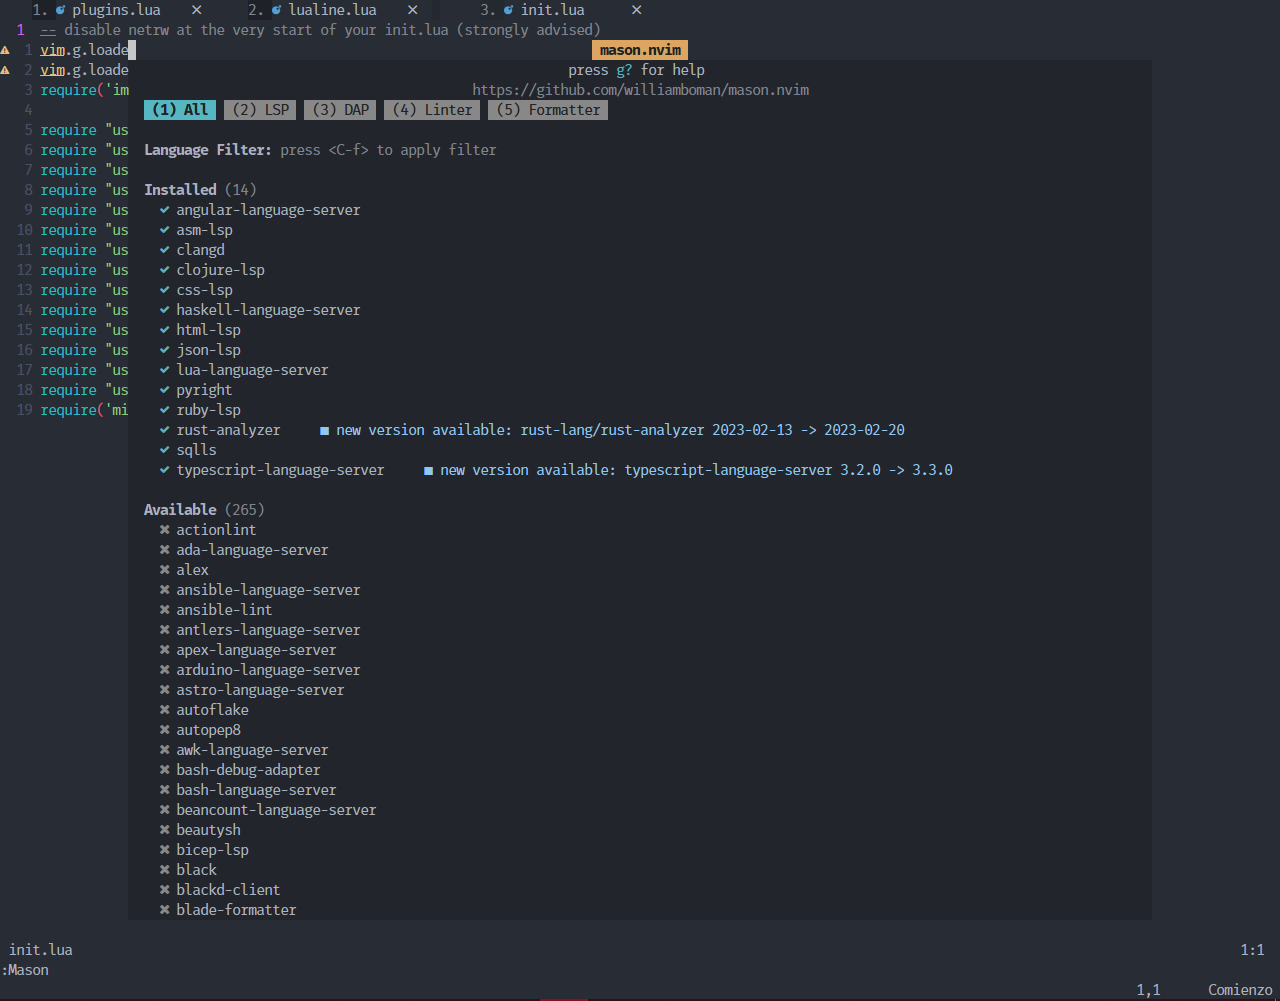 1. plugins.lua × 2. lualine.lua × 3. init.lua ×
1 -- disable netrw at the very start of your init.lua (strongly advised)
1 vim.g.loade mason.nvim
2 vim.g.loade press g? for help
3 require('im https://github.com/williamboman/mason.nvim
4 (1) All (2) LSP (3) DAP (4) Linter (5) Formatter
5 require "us
6 require "us Language Filter: press <C-f> to apply filter
7 require "us
8 require "us Installed (14)
9 require "us ✔ angular-language-server
10 require "us ✔ asm-lsp
11 require "us ✔ clangd
12 require "us ✔ clojure-lsp
13 require "us ✔ css-lsp
14 require "us ✔ haskell-language-server
15 require "us ✔ html-lsp
16 require "us ✔ json-lsp
17 require "us ✔ lua-language-server
18 require "us ✔ pyright
19 require('mi ✔ ruby-lsp
✔ rust-analyzer ■ new version available: rust-lang/rust-analyzer 2023-02-13 -> 2023-02-20
✔ sqlls
✔ typescript-language-server ■ new version available: typescript-language-server 3.2.0 -> 3.3.0
Available (265)
✖ actionlint
✖ ada-language-server
✖ alex
✖ ansible-language-server
✖ ansible-lint
✖ antlers-language-server
✖ apex-language-server
✖ arduino-language-server
✖ astro-language-server
✖ autoflake
✖ autopep8
✖ awk-language-server
✖ bash-debug-adapter
✖ bash-language-server
✖ beancount-language-server
✖ beautysh
✖ bicep-lsp
✖ black
✖ blackd-client
✖ blade-formatter
init.lua 1:1
:Mason
1,1 Comienzo